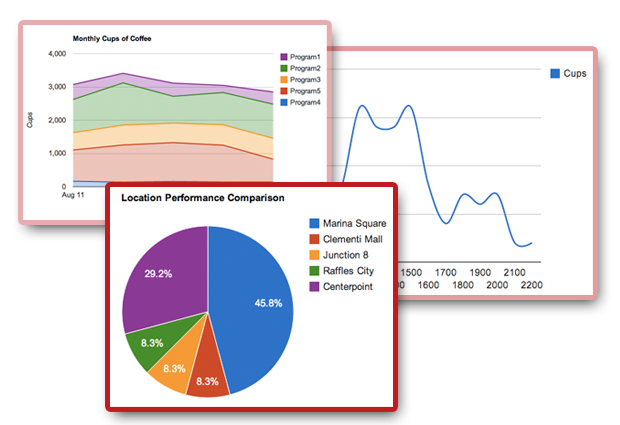 Monthly Cups of Coffee
4,000
3,000
2,000
1,000
0
Cups
Aug 11
Program1
Program2
Program3
Program5
Program4
Cups
1500 1700 1900 2100
1600 1800 2000 2200
Location Performance Comparison
Marina Square
Clementi Mall
Junction 8
Raffles City
Centerpoint
29.2%
45.8%
8.3%
8.3%
8.3%